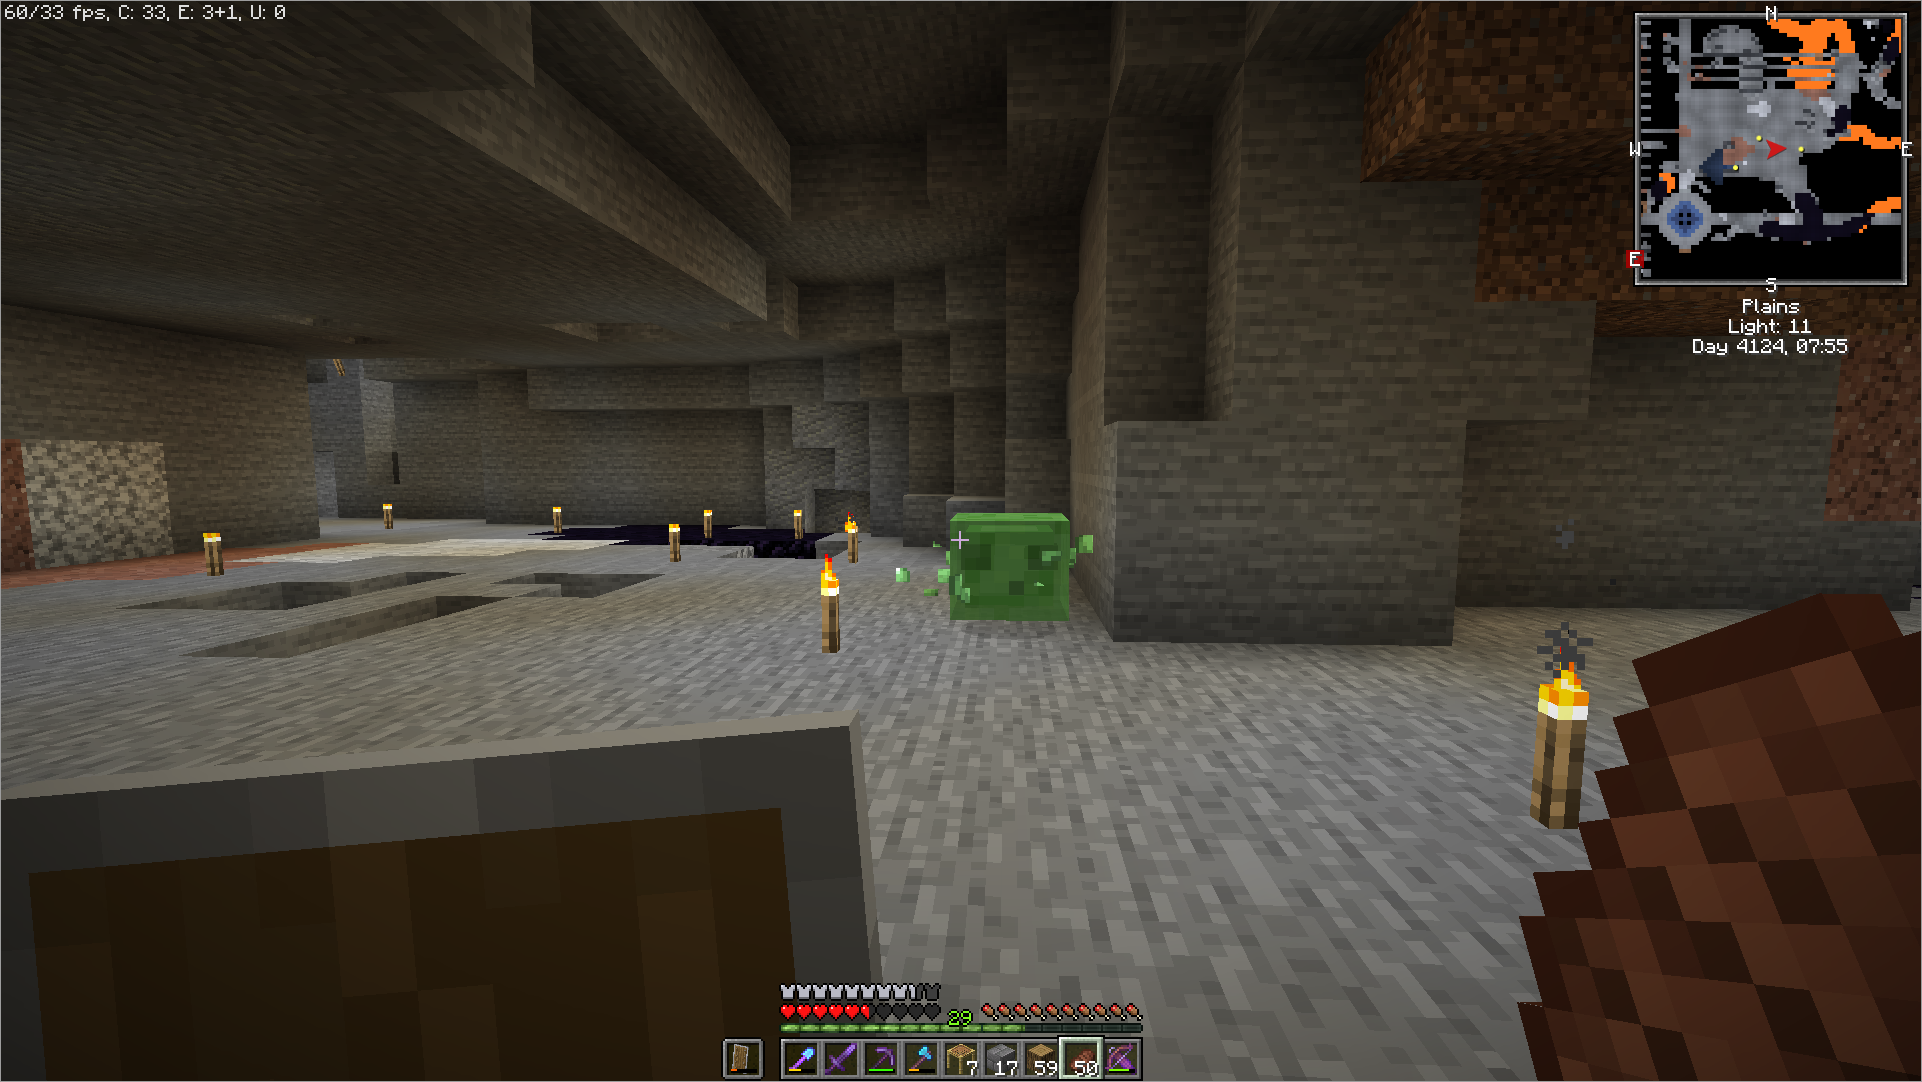 60/33 fps, C: 33, E: 3+1, U: 0
N
W
E
E
S
Plains
Light: 11
Day 4124, 07:55
29
7
17
59
50